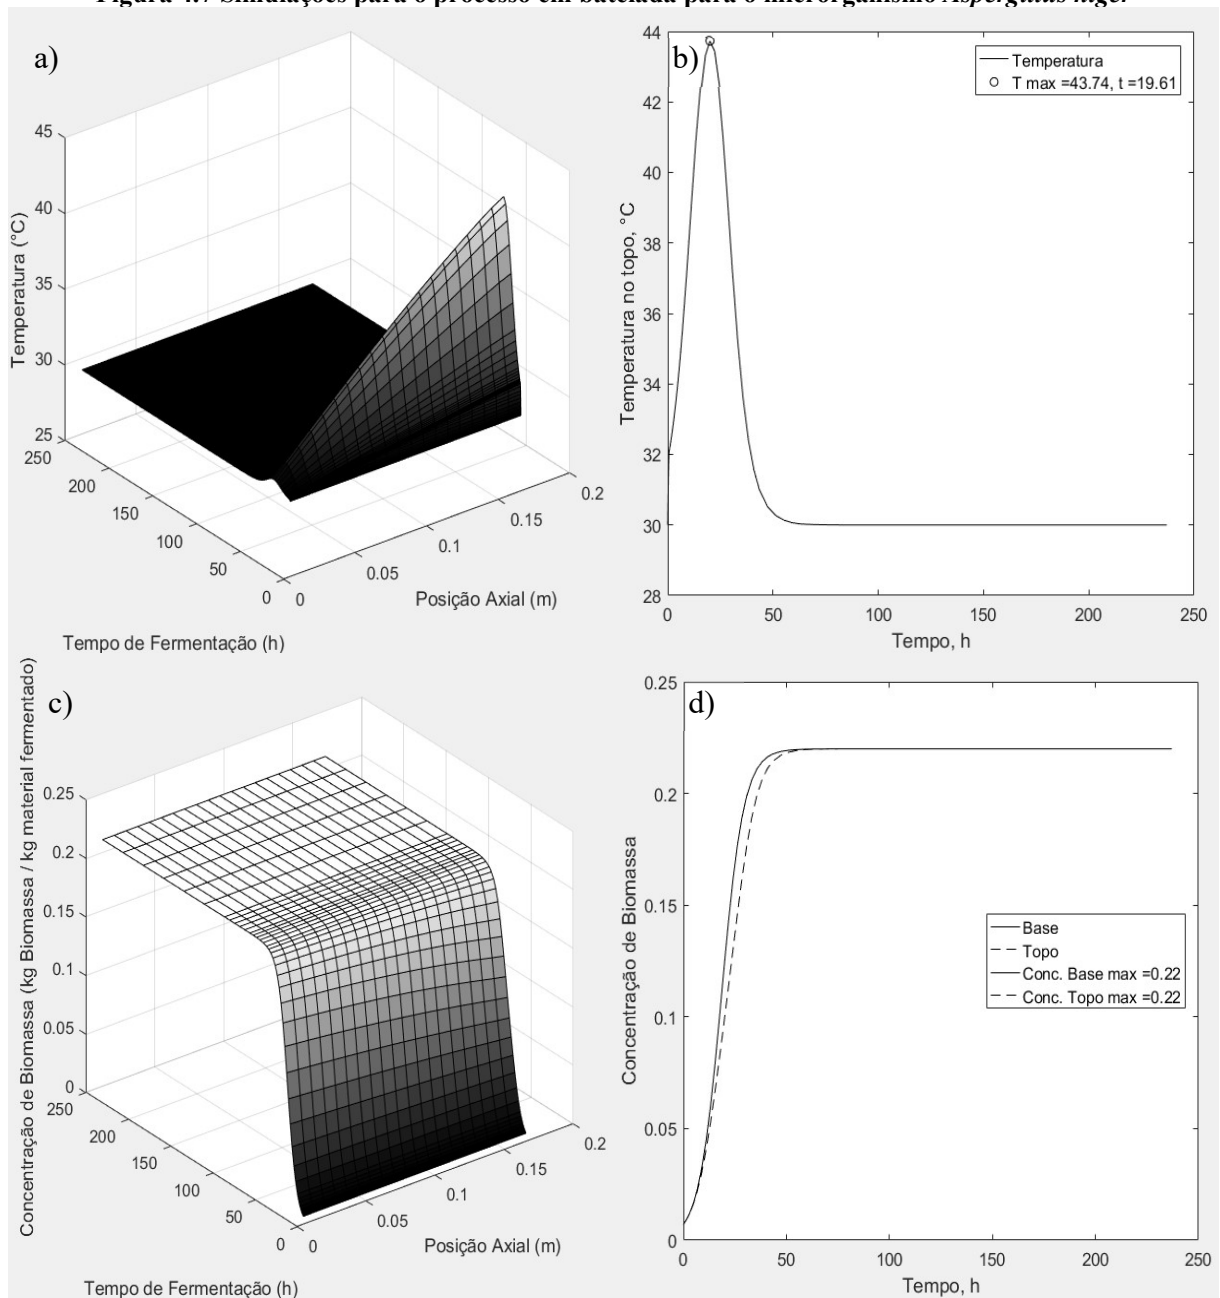 Figura 4.7 Simulações para o processo em batelada para o microrganismo Aspergillus niger
a)
Temperatura (°C)
45
40
35
30
25
250
200
150
100
50
0
0
0.05
0.1
0.15
0.2
Posição Axial (m)
Tempo de Fermentação (h)
b)
Temperatura
T max =43.74, t =19.61
Temperatura no topo, °C
44
42
40
38
36
34
32
30
28
0
50
100
150
200
250
Tempo, h
c)
Concentração de Biomassa (kg Biomassa / kg material fermentado)
0.25
0.2
0.15
0.1
0.05
0
250
200
150
100
50
0
0
0.05
0.1
0.15
0.2
Posição Axial (m)
Tempo de Fermentação (h)
d)
Concentração de Biomassa
0.25
0.2
0.15
0.1
0.05
0
Base
Topo
Conc. Base max =0.22
Conc. Topo max =0.22
0
50
100
150
200
250
Tempo, h